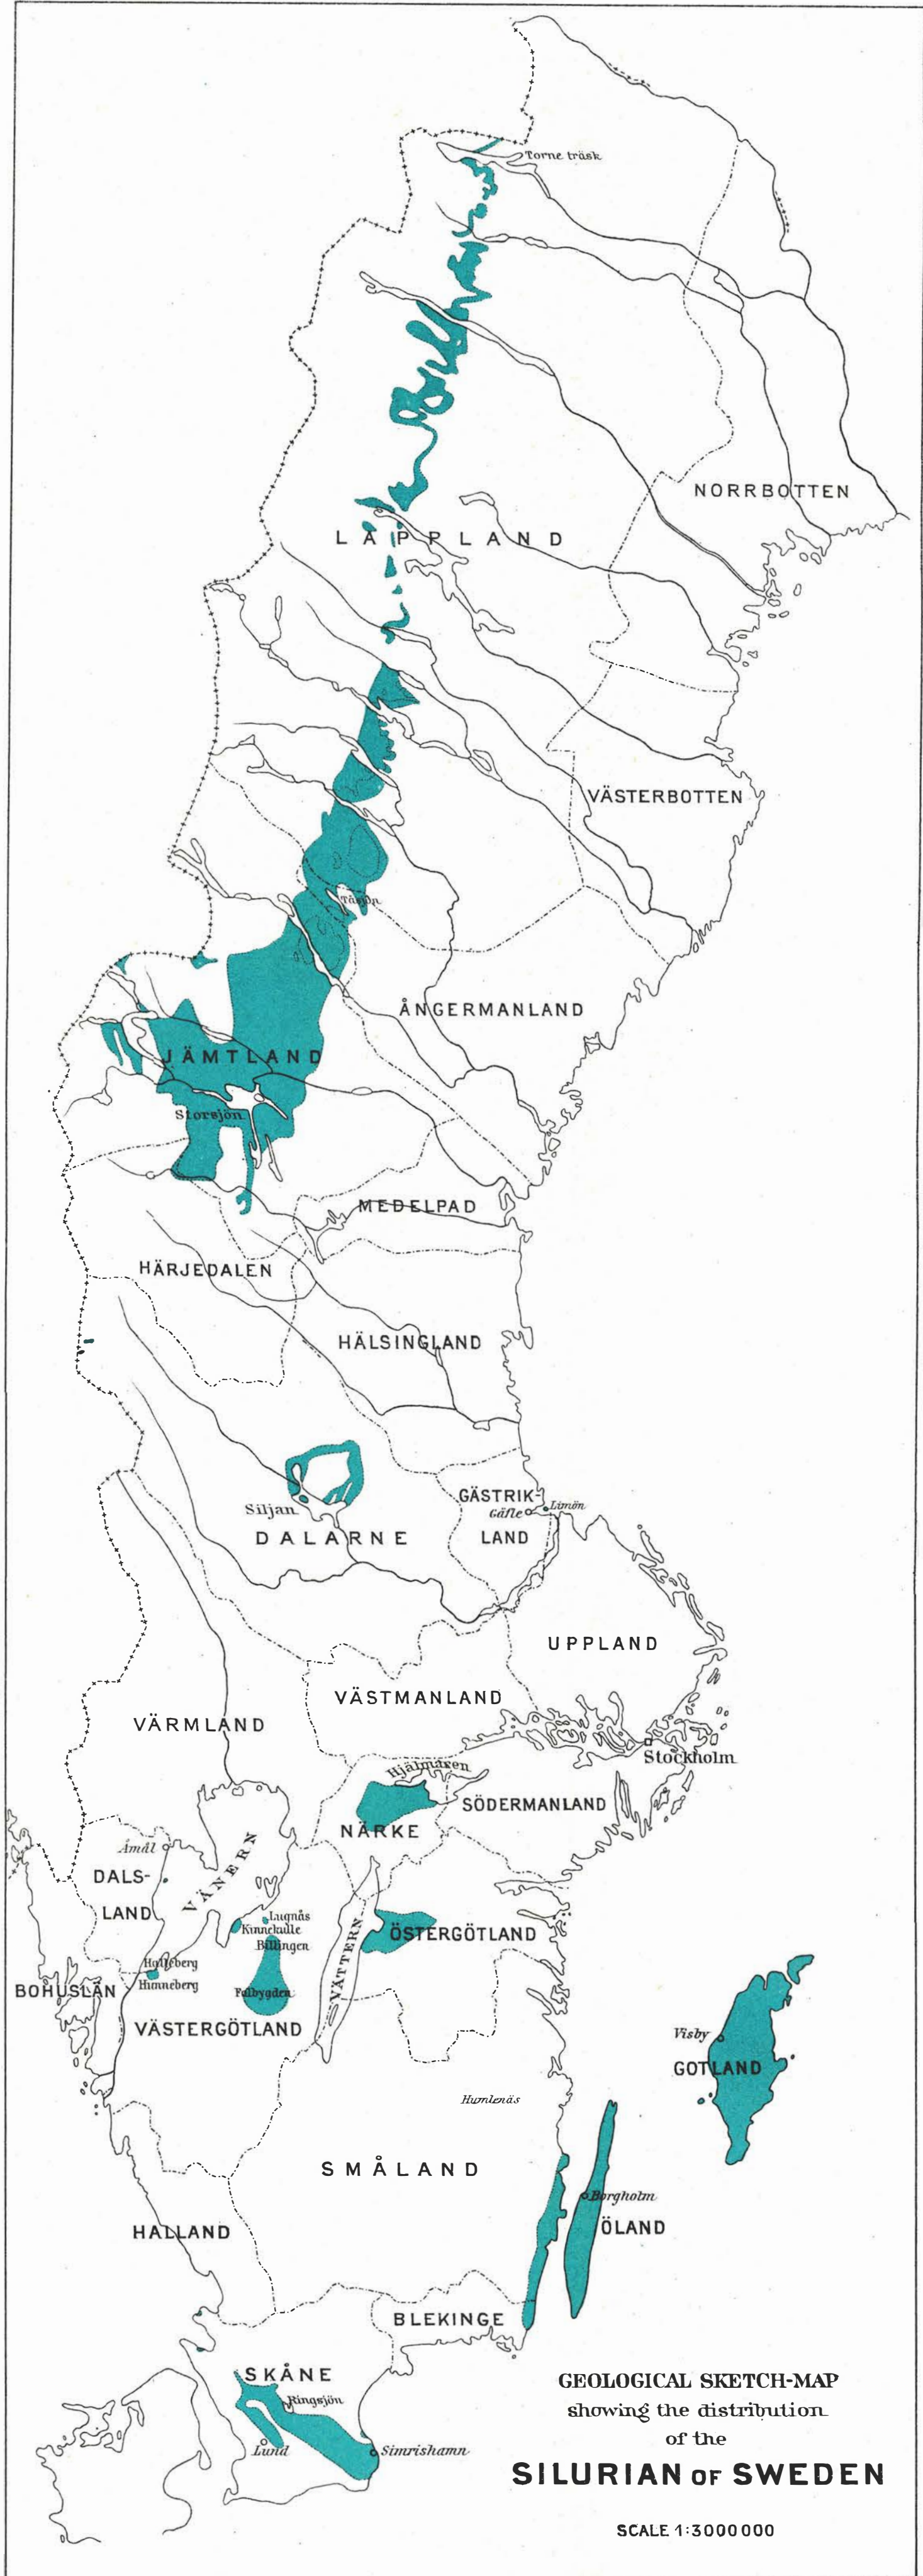 Torne träsk
NORRBOTTEN
LAPPLAND
VÄSTERBOTTEN
Tåsjön
ÅNGERMANLAND
JÄMTLAND
Storsjön
MEDELPAD
HÄRJEDALEN
HÄLSINGLAND
GÄSTRIK-
LAND
Gäfle
Limön
Siljan
DALARNE
UPPLAND
VÄSTMANLAND
VÄRMLAND
Stockholm
Hjälmaren
SÖDERMANLAND
NÄRKE
Åmål
DALS-
LAND
VÄNERN
Lugnås
Kinnekulle
Billingen
ÖSTERGÖTLAND
VÄTTERN
Halleberg
Hunneberg
Falbygden
BOHUSLÄN
VÄSTERGÖTLAND
Visby
GOTLAND
Humlenäs
SMÅLAND
Borgholm
ÖLAND
HALLAND
BLEKINGE
SKÅNE
Ringsjön
Lund
Simrishamn
GEOLOGICAL SKETCH-MAP
showing the distribution
of the
SILURIAN OF SWEDEN
SCALE 1:3000000